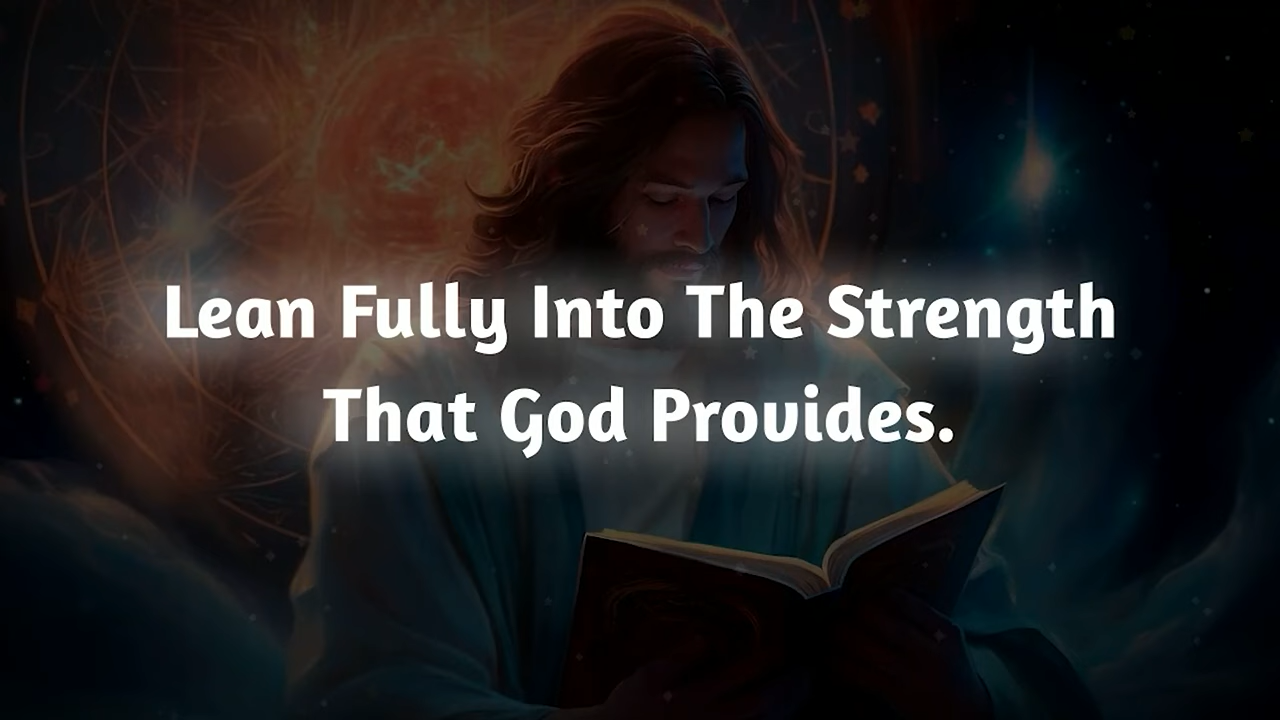 Lean Fully Into The Strength
That God Provides.